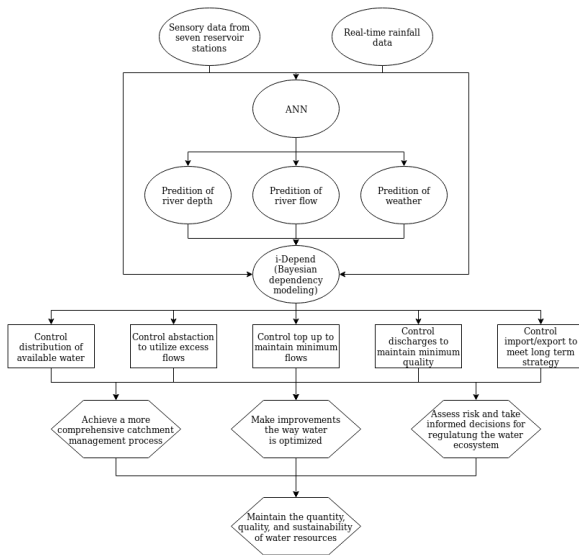 Sensory data from
seven reservoir
stations
Real-time rainfall
data
ANN
Predition of
river depth
Predition of
river flow
Predition of
weather
i-Depend
(Bayesian
dependency
modeling)
Control
distribution of
available water
Control abstaction
to utilize excess
flows
Control top up to
maintain minimum
flows
Control
discharges to
maintain minimum
quality
Control
import/export to
meet long term
strategy
Achieve a more
comprehensive catchment
management process
Make improvements
the way water
is optimized
Assess risk and take
informed decisions for
regulatung the water
ecosystem
Maintain the quantity,
quality, and sustainability
of water resources